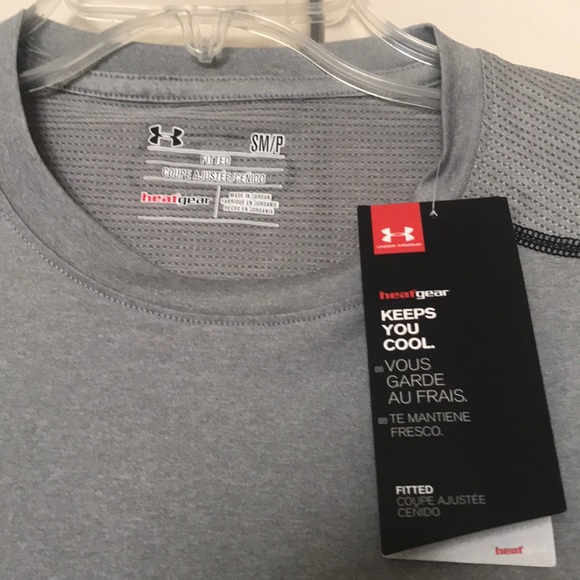 SM/P
FITTED
COUPE AJUSTÉE CEÑIDO
heatgear
MADE IN JORDAN
FABRIQUÉ EN JORDANIE
HECHO EN JORDANIA
UNDER ARMOUR
heatgear
KEEPS
YOU
COOL.
VOUS
GARDE
AU FRAIS.
TE MANTIENE
FRESCO.
FITTED
COUPE AJUSTÉE
CEÑIDO
heat